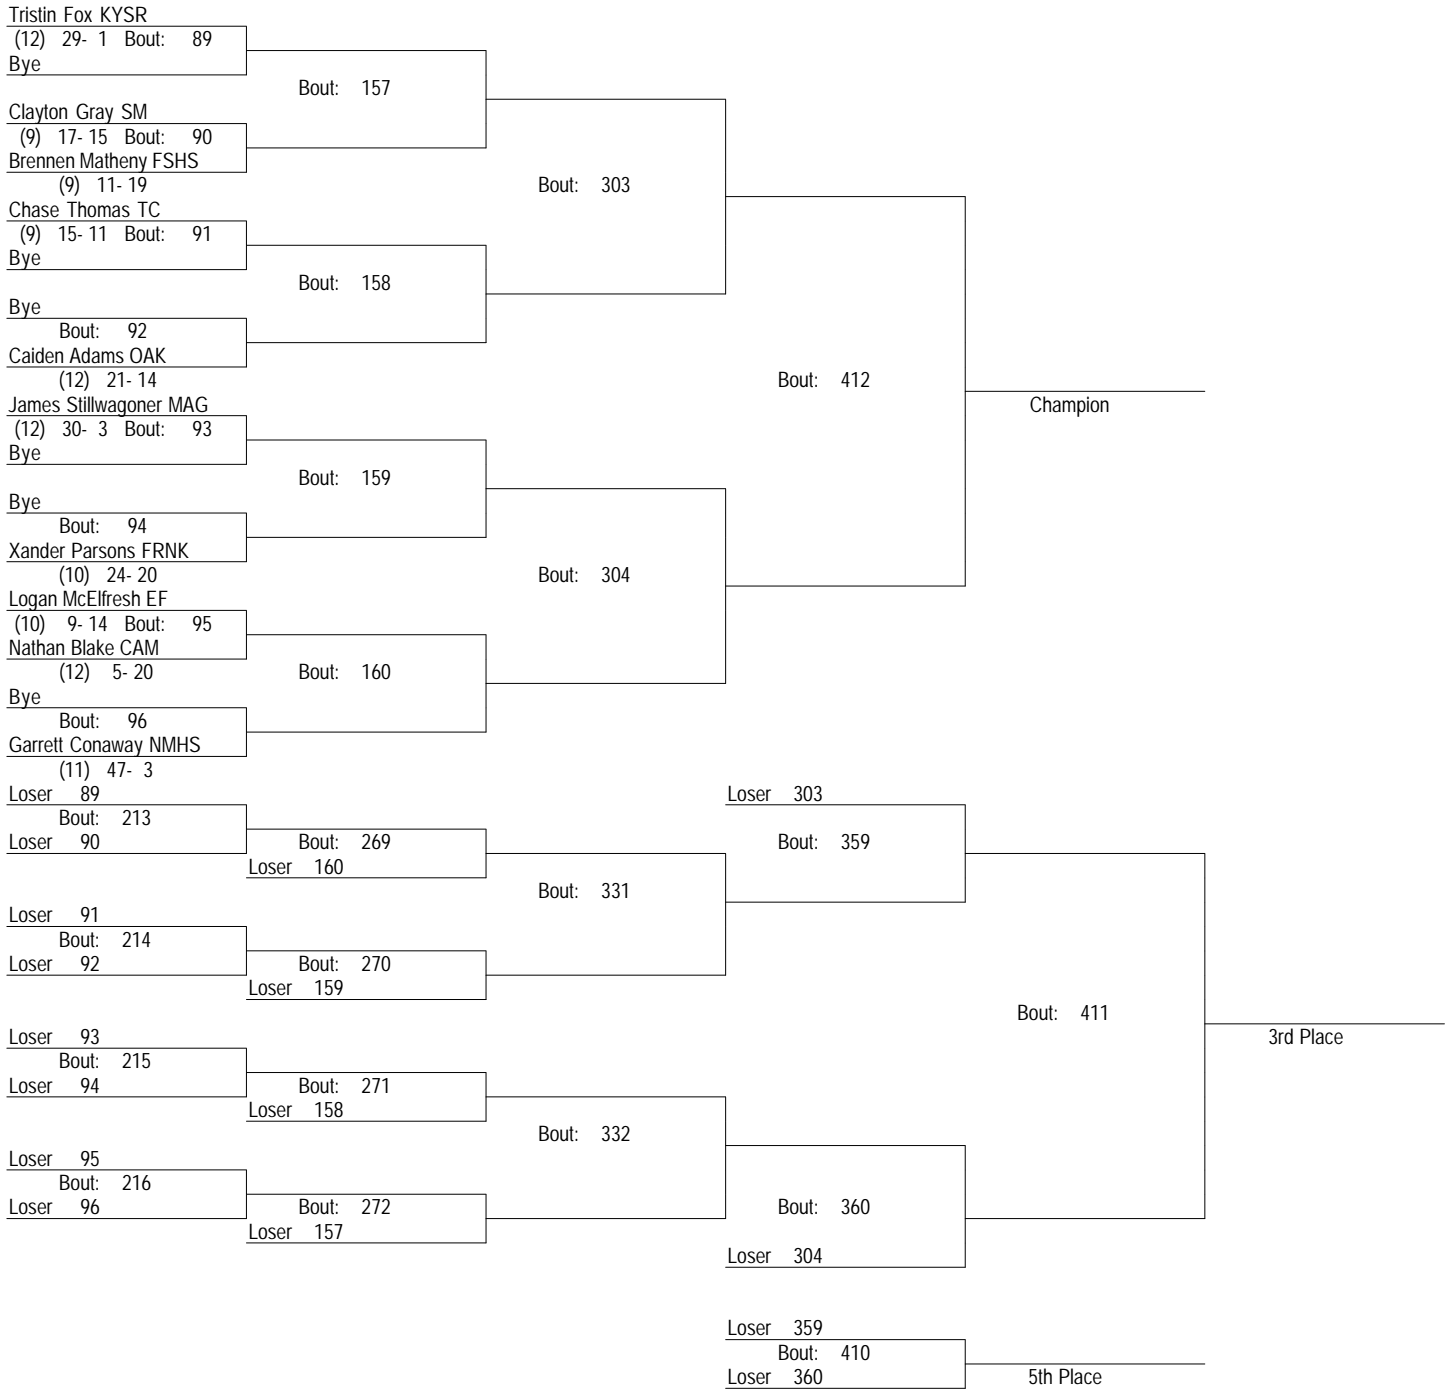 Tristin Fox KYSR
(12) 29- 1 Bout: 89
Bye
Bout: 157
Clayton Gray SM
(9) 17- 15 Bout: 90
Brennen Matheny FSHS
(9) 11- 19
Bout: 303
Chase Thomas TC
(9) 15- 11 Bout: 91
Bye
Bout: 158
Bye
Bout: 92
Caiden Adams OAK
(12) 21- 14
Bout: 412
Champion
James Stillwagoner MAG
(12) 30- 3 Bout: 93
Bye
Bout: 159
Bye
Bout: 94
Xander Parsons FRNK
(10) 24- 20
Bout: 304
Logan McElfresh EF
(10) 9- 14 Bout: 95
Nathan Blake CAM
(12) 5- 20
Bout: 160
Bye
Bout: 96
Garrett Conaway NMHS
(11) 47- 3
Loser 89
Loser 303
Bout: 213
Loser 90
Bout: 269
Bout: 359
Loser 160
Bout: 331
Loser 91
Bout: 214
Loser 92
Bout: 270
Loser 159
Bout: 411
3rd Place
Loser 93
Bout: 215
Loser 94
Bout: 271
Loser 158
Bout: 332
Loser 95
Bout: 216
Loser 96
Bout: 272
Bout: 360
Loser 157
Loser 304
Loser 359
Bout: 410
Loser 360
5th Place